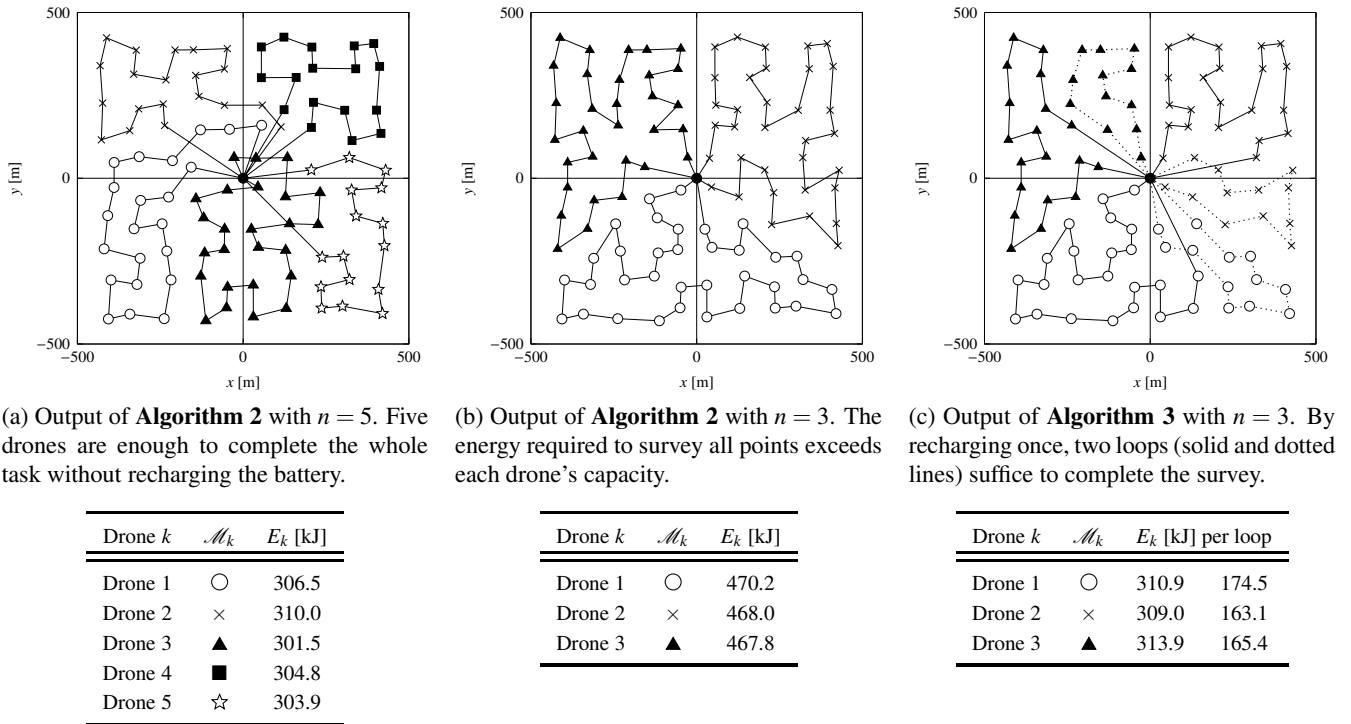 500
0
−500
−500
0
500
x [m]
y [m]
500
0
−500
−500
0
500
x [m]
y [m]
500
0
−500
−500
0
500
x [m]
y [m]
(a) Output of Algorithm 2 with n = 5. Five
drones are enough to complete the whole
task without recharging the battery.
(b) Output of Algorithm 2 with n = 3. The
energy required to survey all points exceeds
each drone's capacity.
(c) Output of Algorithm 3 with n = 3. By
recharging once, two loops (solid and dotted
lines) suffice to complete the survey.
Drone k ℳk Ek [kJ]
Drone 1 ○ 306.5
Drone 2 × 310.0
Drone 3 ▲ 301.5
Drone 4 ■ 304.8
Drone 5 ☆ 303.9
Drone k ℳk Ek [kJ]
Drone 1 ○ 470.2
Drone 2 × 468.0
Drone 3 ▲ 467.8
Drone k ℳk Ek [kJ] per loop
Drone 1 ○ 310.9 174.5
Drone 2 × 309.0 163.1
Drone 3 ▲ 313.9 165.4